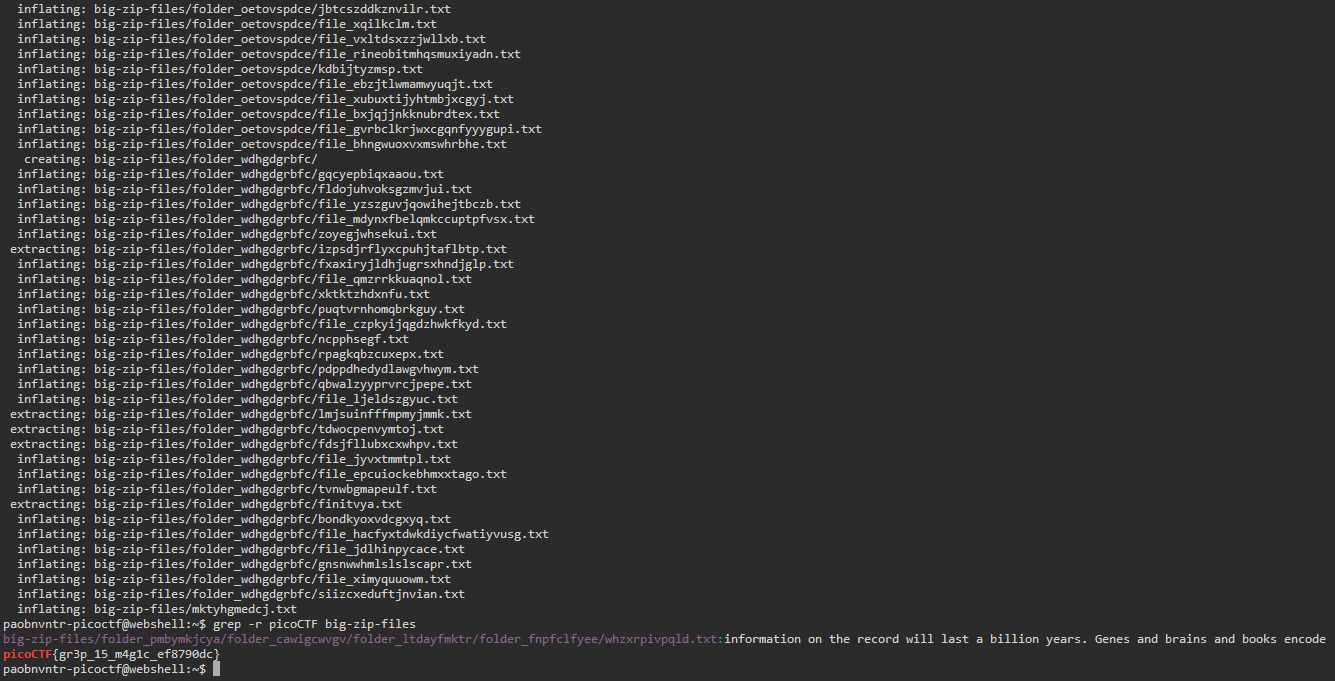 inflating: big-zip-files/folder_oetovspdce/jbtcszddkznvilr.txt
inflating: big-zip-files/folder_oetovspdce/file_xqilkclm.txt
inflating: big-zip-files/folder_oetovspdce/file_vxltdsxzzjwllxb.txt
inflating: big-zip-files/folder_oetovspdce/file_rineobitmhqsmuxiyadn.txt
inflating: big-zip-files/folder_oetovspdce/kdbijtyzmsp.txt
inflating: big-zip-files/folder_oetovspdce/file_ebzjtlwmamwyuqjt.txt
inflating: big-zip-files/folder_oetovspdce/file_xubuxtijyhtmbjxcgyj.txt
inflating: big-zip-files/folder_oetovspdce/file_bxjqjjnkknubrdtex.txt
inflating: big-zip-files/folder_oetovspdce/file_gvrbclkrjwxcgqnfyyygupi.txt
inflating: big-zip-files/folder_oetovspdce/file_bhngwuoxvxmswhrbhe.txt
creating: big-zip-files/folder_wdhgdgrbfc/
inflating: big-zip-files/folder_wdhgdgrbfc/gqcyepbiqxaaou.txt
inflating: big-zip-files/folder_wdhgdgrbfc/fldojuhvoksgzmvjui.txt
inflating: big-zip-files/folder_wdhgdgrbfc/file_yzszguvjqowihejtbczb.txt
inflating: big-zip-files/folder_wdhgdgrbfc/file_mdynxfbelqmkccuptpfvsx.txt
inflating: big-zip-files/folder_wdhgdgrbfc/zoyegjwhsekui.txt
extracting: big-zip-files/folder_wdhgdgrbfc/izpsdjrflyxcpuhjtaflbtp.txt
inflating: big-zip-files/folder_wdhgdgrbfc/fxaxiryjldhjugrsxhndjglp.txt
inflating: big-zip-files/folder_wdhgdgrbfc/file_qmzrrkkuaqnol.txt
inflating: big-zip-files/folder_wdhgdgrbfc/xktktzhdxnfu.txt
inflating: big-zip-files/folder_wdhgdgrbfc/puqtvrnhomqbrkguy.txt
inflating: big-zip-files/folder_wdhgdgrbfc/file_czpkyijqgdzhwkfkyd.txt
inflating: big-zip-files/folder_wdhgdgrbfc/ncpphsegf.txt
inflating: big-zip-files/folder_wdhgdgrbfc/rpagkqbzcuxepx.txt
inflating: big-zip-files/folder_wdhgdgrbfc/pdppdhedydlawgvhwym.txt
inflating: big-zip-files/folder_wdhgdgrbfc/qbwalzyyprvrcjpepe.txt
inflating: big-zip-files/folder_wdhgdgrbfc/file_ljeldszgyuc.txt
extracting: big-zip-files/folder_wdhgdgrbfc/lmjsuinfffmpmyjmmk.txt
extracting: big-zip-files/folder_wdhgdgrbfc/tdwocpenvymtoj.txt
extracting: big-zip-files/folder_wdhgdgrbfc/fdsjfllubxcxwhpv.txt
inflating: big-zip-files/folder_wdhgdgrbfc/file_jyvxtmmtpl.txt
inflating: big-zip-files/folder_wdhgdgrbfc/file_epcuiockebhmxxtago.txt
inflating: big-zip-files/folder_wdhgdgrbfc/tvnwbgmapeulf.txt
extracting: big-zip-files/folder_wdhgdgrbfc/finitvya.txt
inflating: big-zip-files/folder_wdhgdgrbfc/bondkyoxvdcgxyq.txt
inflating: big-zip-files/folder_wdhgdgrbfc/file_hacfyxtdwkdiycfwatiyvusg.txt
inflating: big-zip-files/folder_wdhgdgrbfc/file_jdlhinpycace.txt
inflating: big-zip-files/folder_wdhgdgrbfc/gnsnwwhmlslslscapr.txt
inflating: big-zip-files/folder_wdhgdgrbfc/file_ximyquuowm.txt
inflating: big-zip-files/folder_wdhgdgrbfc/siizcxeduftjnvian.txt
inflating: big-zip-files/mktyhgmedcj.txt
paobnvntr-picoctf@webshell:~$ grep -r picoCTF big-zip-files
big-zip-files/folder_pmbymkjcya/folder_cawigcwvgv/folder_ltdayfmktr/folder_fnpfclfyee/whzxrpivpqld.txt:information on the record will last a billion years. Genes and brains and books encode
picoCTF{gr3p_15_m4g1c_ef8790dc}
paobnvntr-picoctf@webshell:~$